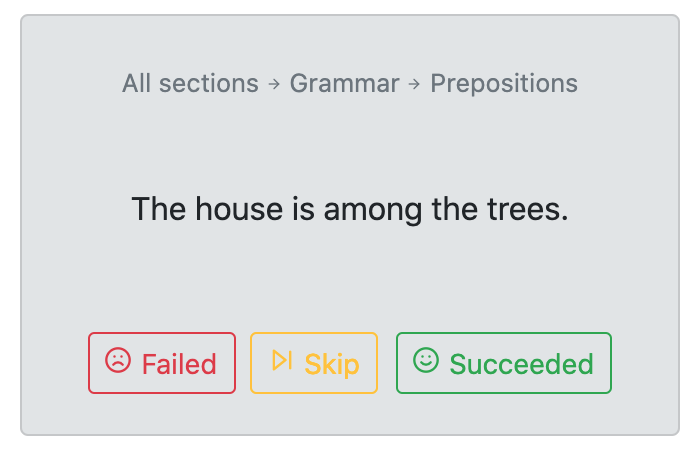 All sections → Grammar → Prepositions
The house is among the trees.
Failed Skip Succeeded